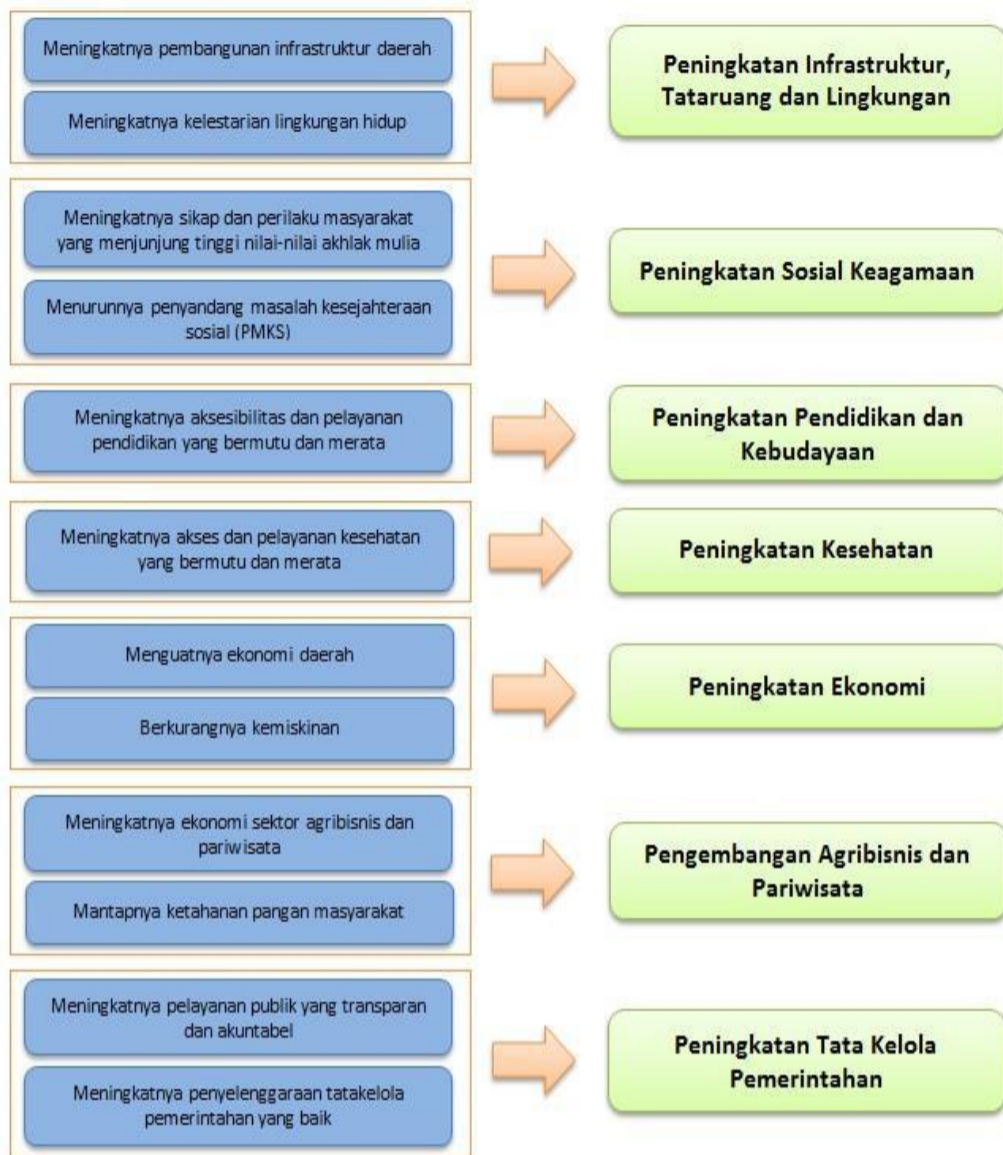 Meningkatnya pembangunan infrastruktur daerah
Meningkatnya kelestarian lingkungan hidup
Peningkatan Infrastruktur,
Tataruang dan Lingkungan
Meningkatnya sikap dan perilaku masyarakat
yang menjunjung tinggi nilai-nilai akhlak mulia
Menurunnya penyandang masalah kesejahteraan
sosial (PMKS)
Peningkatan Sosial Keagamaan
Meningkatnya aksesibilitas dan pelayanan
pendidikan yang bermutu dan merata
Peningkatan Pendidikan dan
Kebudayaan
Meningkatnya akses dan pelayanan kesehatan
yang bermutu dan merata
Peningkatan Kesehatan
Menguatnya ekonomi daerah
Berkurangnya kemiskinan
Peningkatan Ekonomi
Meningkatnya ekonomi sektor agribisnis dan
pariwisata
Mantapnya ketahanan pangan masyarakat
Pengembangan Agribisnis dan
Pariwisata
Meningkatnya pelayanan publik yang transparan
dan akuntabel
Meningkatnya penyelenggaraan tatakelola
pemerintahan yang baik
Peningkatan Tata Kelola
Pemerintahan